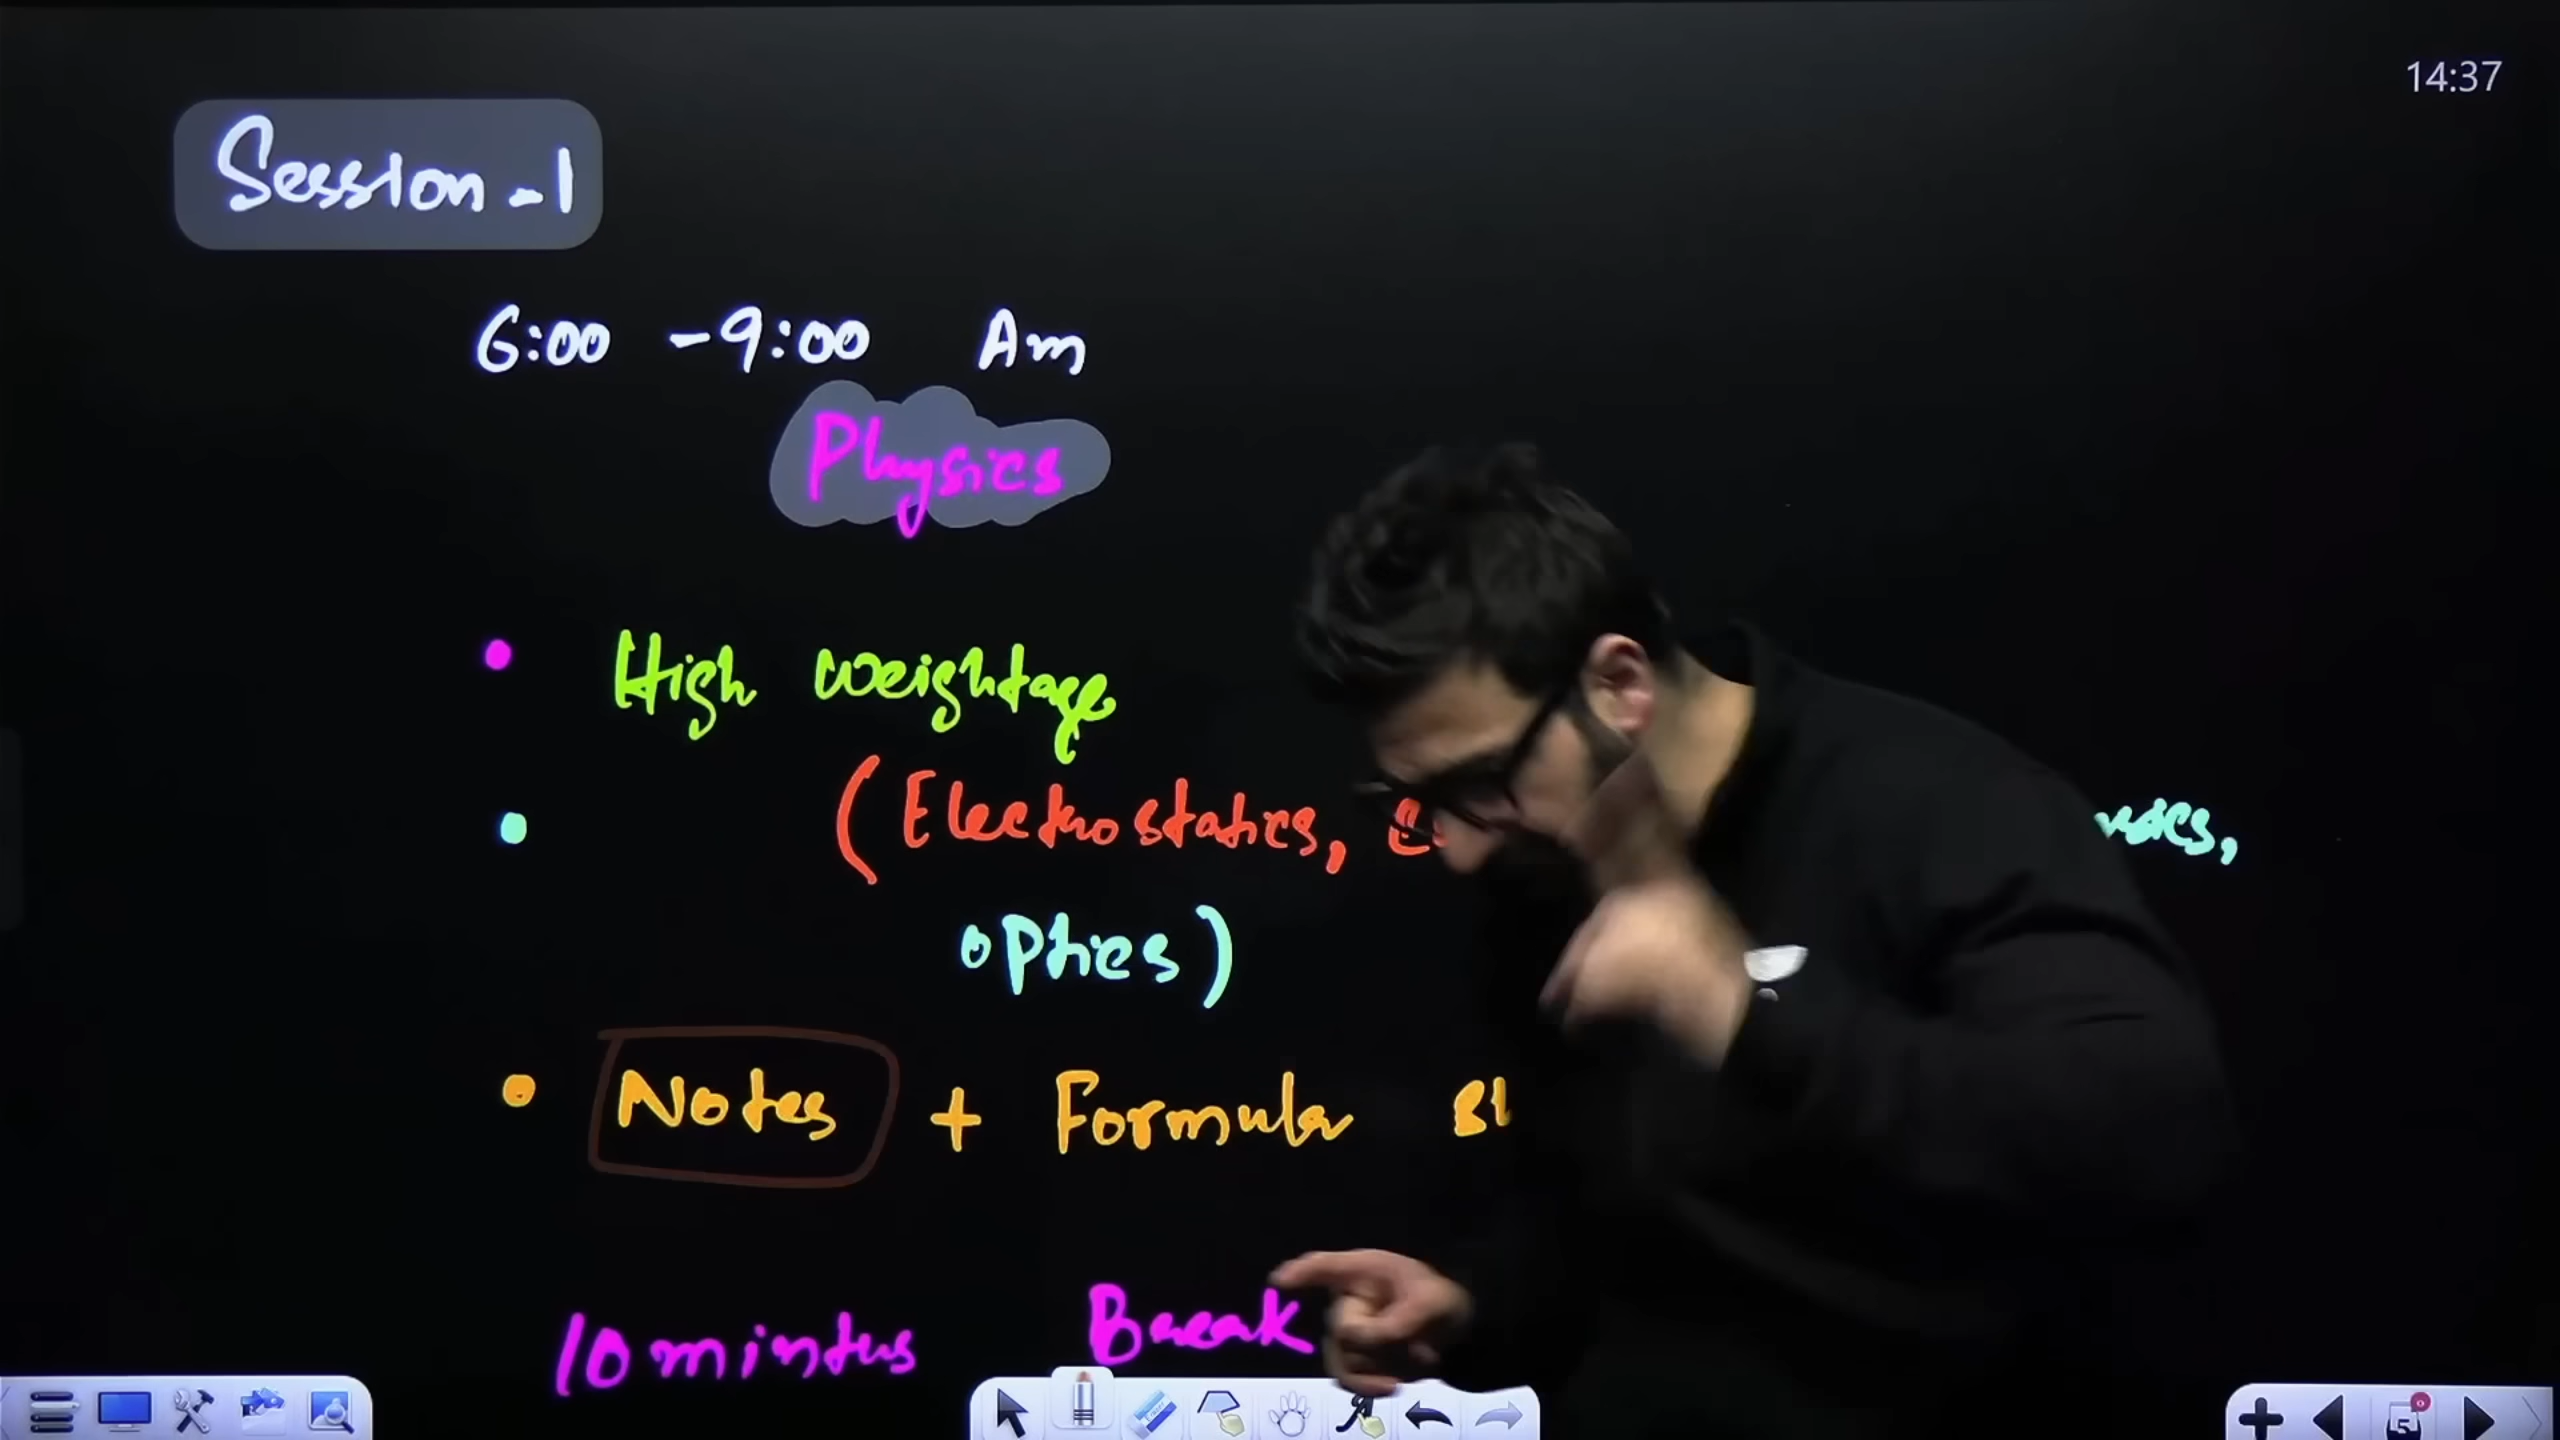 14:37
Session - 1
6:00 - 9:00 Am
Physics
• High weightage
• (Electrostatics,
optics)
• Notes + Formula
10 mintus Break